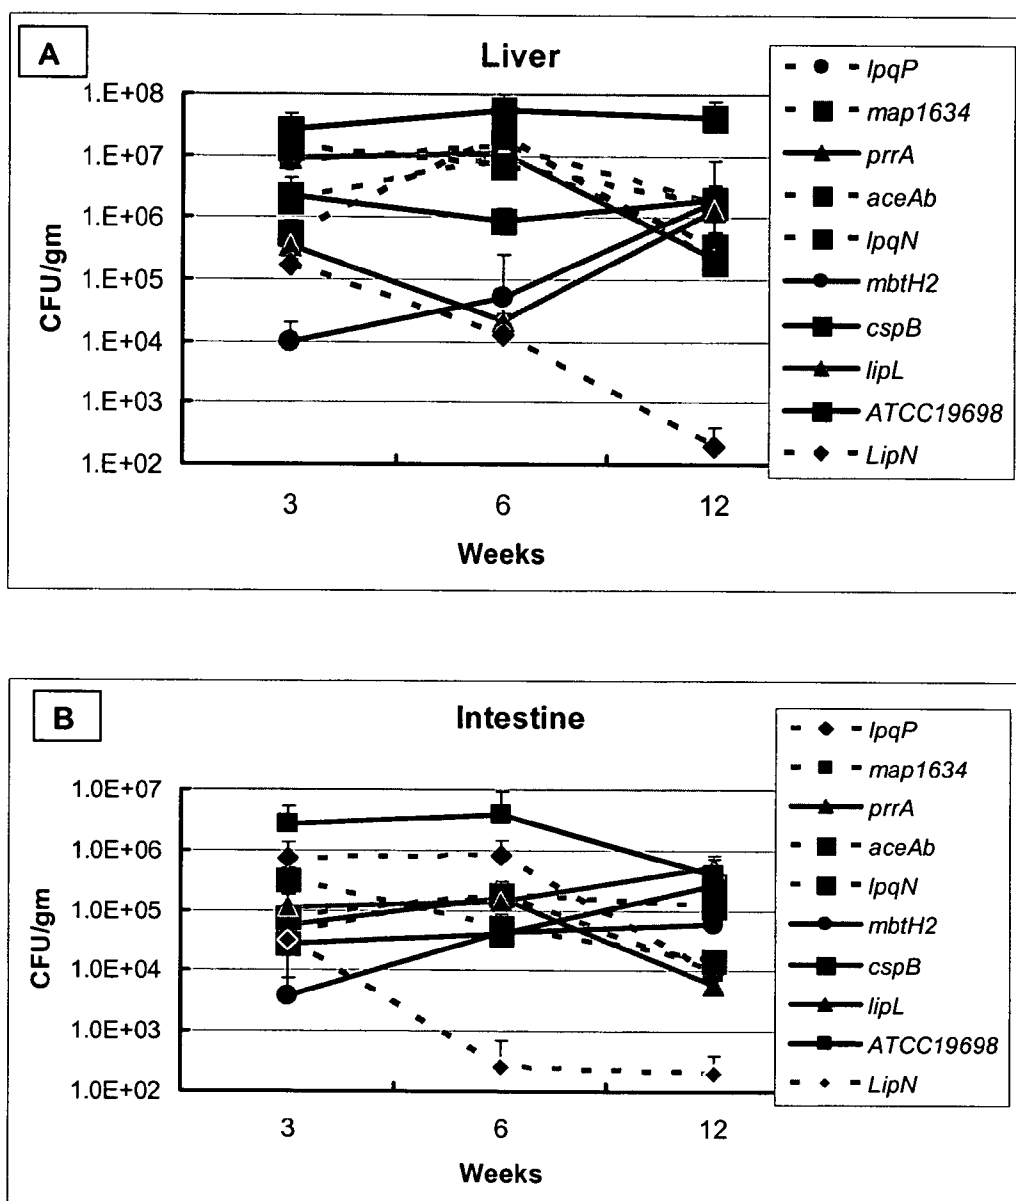 A
Liver
CFU/gm
1.E+08
1.E+07
1.E+06
1.E+05
1.E+04
1.E+03
1.E+02
3 6 12
Weeks
lpqP
map1634
prrA
aceAb
lpqN
mbtH2
cspB
lipL
ATCC19698
LipN
B
Intestine
CFU/gm
1.0E+07
1.0E+06
1.0E+05
1.0E+04
1.0E+03
1.0E+02
3 6 12
Weeks
lpqP
map1634
prrA
aceAb
lpqN
mbtH2
cspB
lipL
ATCC19698
LipN